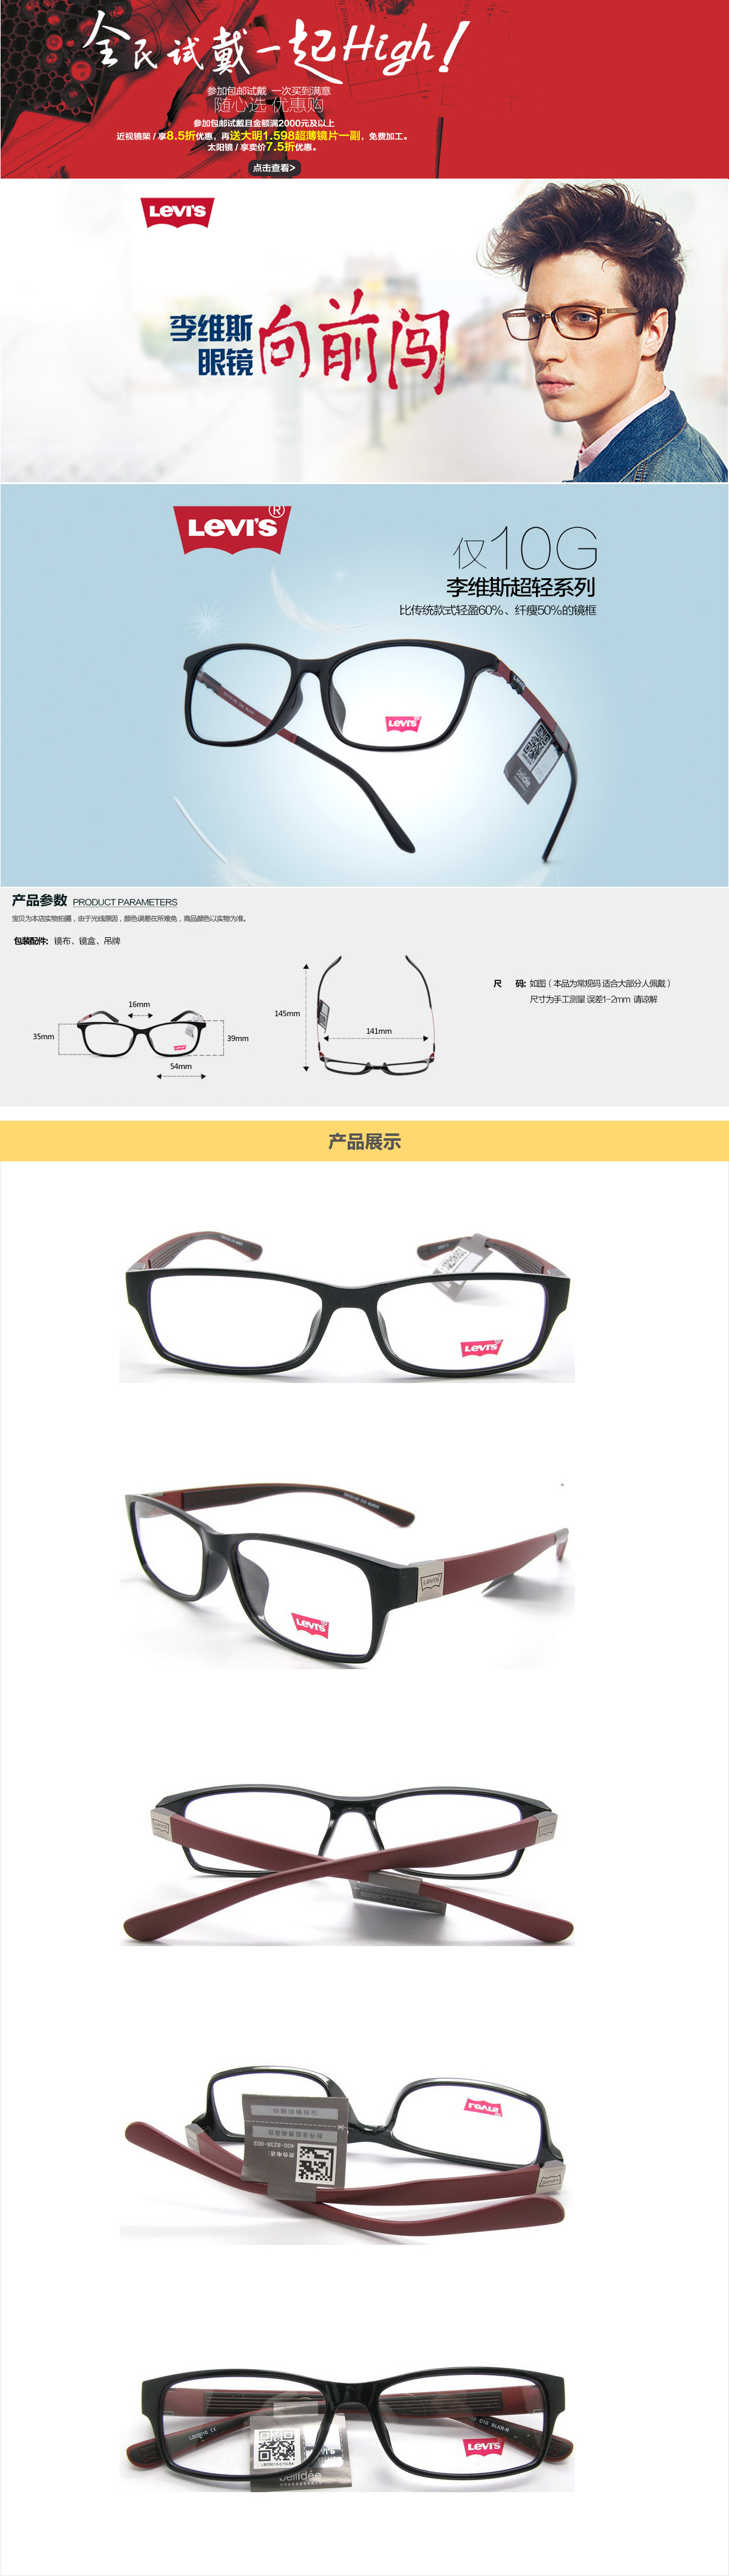 全民试戴一起High!
参加包邮试戴 一次买到满意
随心选 优惠购
参加包邮试戴且金额满2000元及以上
近视镜架 / 享8.5折优惠，再送大明1.598超薄镜片一副，免费加工。
太阳镜 / 享卖价7.5折优惠。
点击查看>
LEVI'S
李维斯
眼镜
向前闯
LEVI'S®
仅10G
李维斯超轻系列
比传统款式轻盈60%、纤瘦50%的镜框
LEVI'S
产品参数 PRODUCT PARAMETERS
宝贝为本店实物拍摄，由于光线原因，颜色误差在所难免，商品颜色以实物为准。
包装配件: 镜布、镜盒、吊牌
16mm
35mm
39mm
54mm
145mm
141mm
尺 码: 如图（本品为常规码 适合大部分人佩戴）
尺寸为手工测量 误差1-2mm 请谅解
产品展示
LEVI'S
LEVI'S
LEVI'S
LEVI'S
400-8238-003
LEVI'S
bellidée